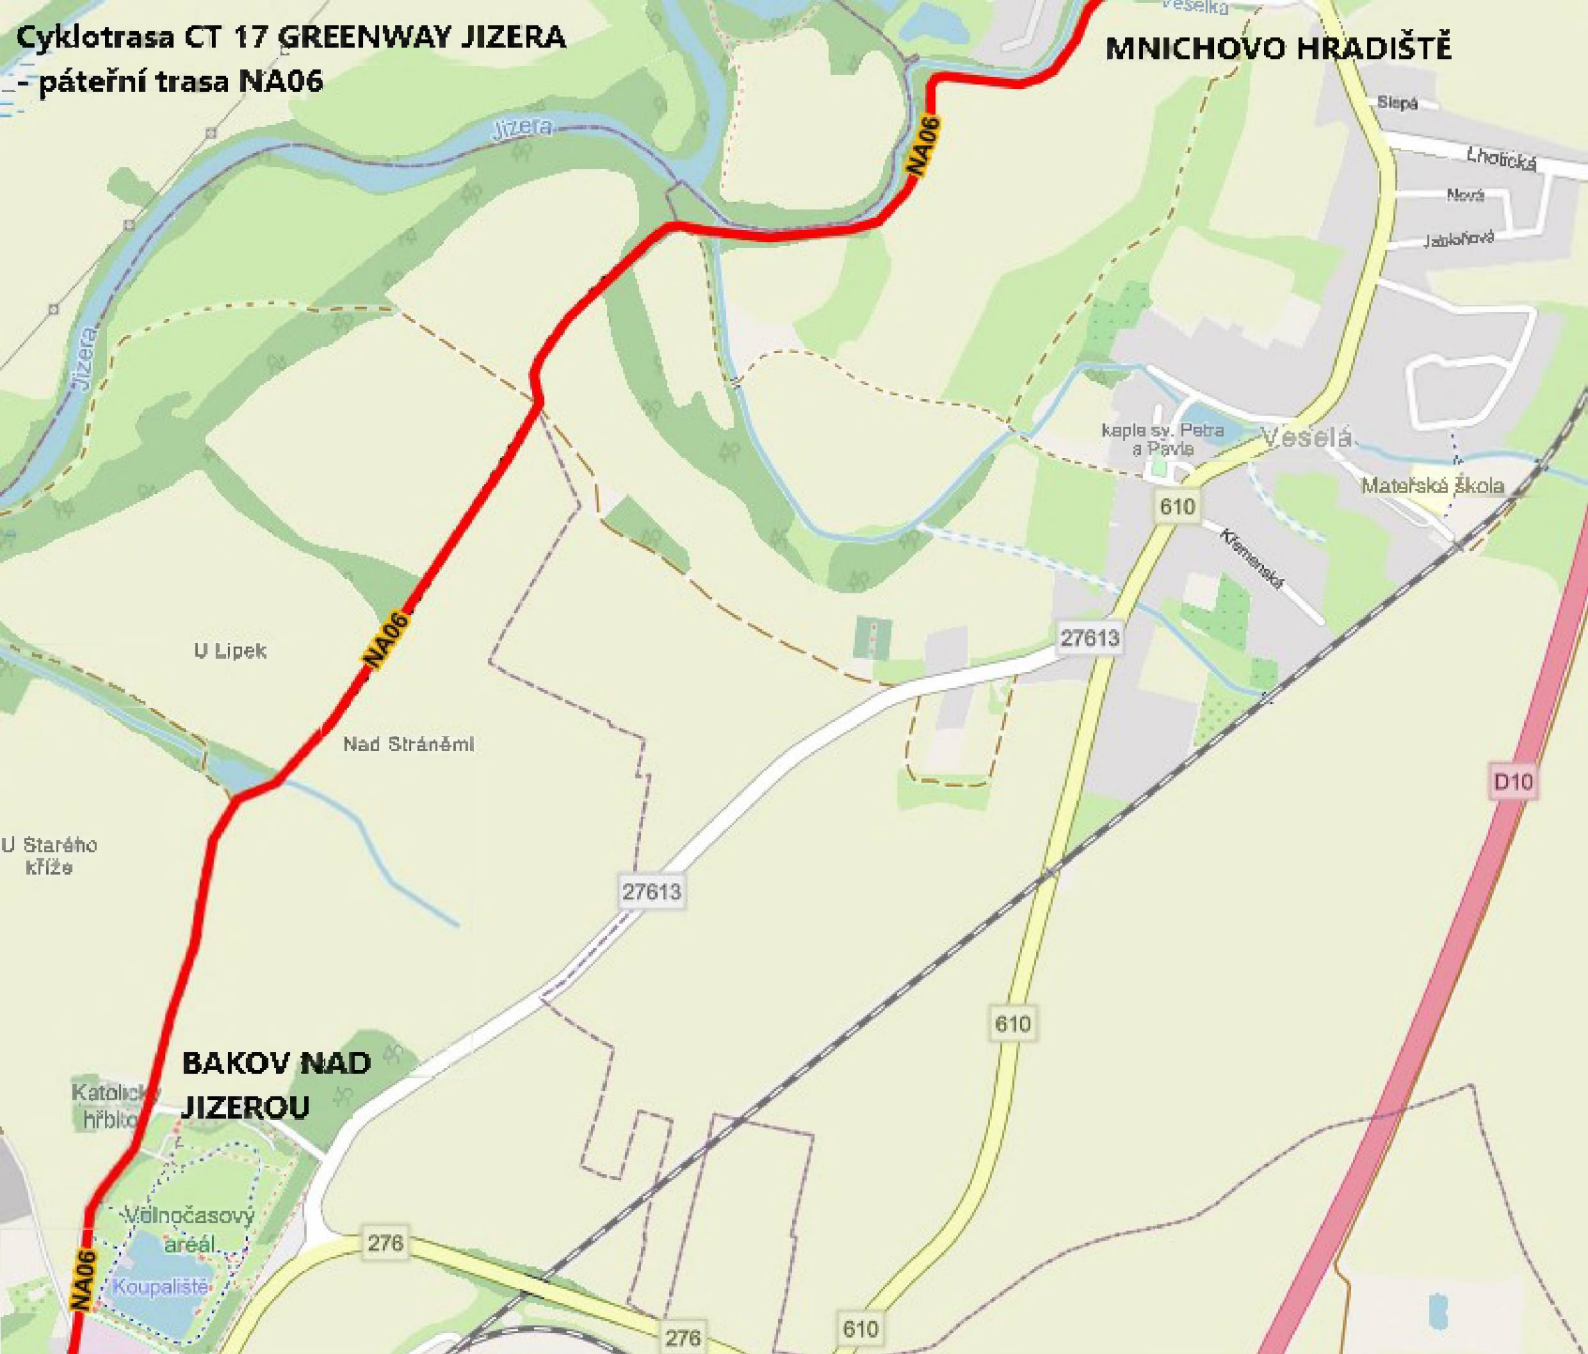 Cyklotrasa CT 17 GREENWAY JIZERA
- páteřní trasa NA06
Veselka
MNICHOVO HRADIŠTĚ
Slepá
Lhotická
Nová
Jabloňová
Jizera
NA06
Jizera
kaple sv. Petra
a Pavla
Veselá
Mateřská škola
610
Křemenská
27613
NA06
U Lipek
Nad Stráněmi
D10
U Starého
kříže
27613
610
BAKOV NAD
JIZEROU
Katolický
hřbito
Volnočasový
areál
276
Koupaliště
NA06
276
610